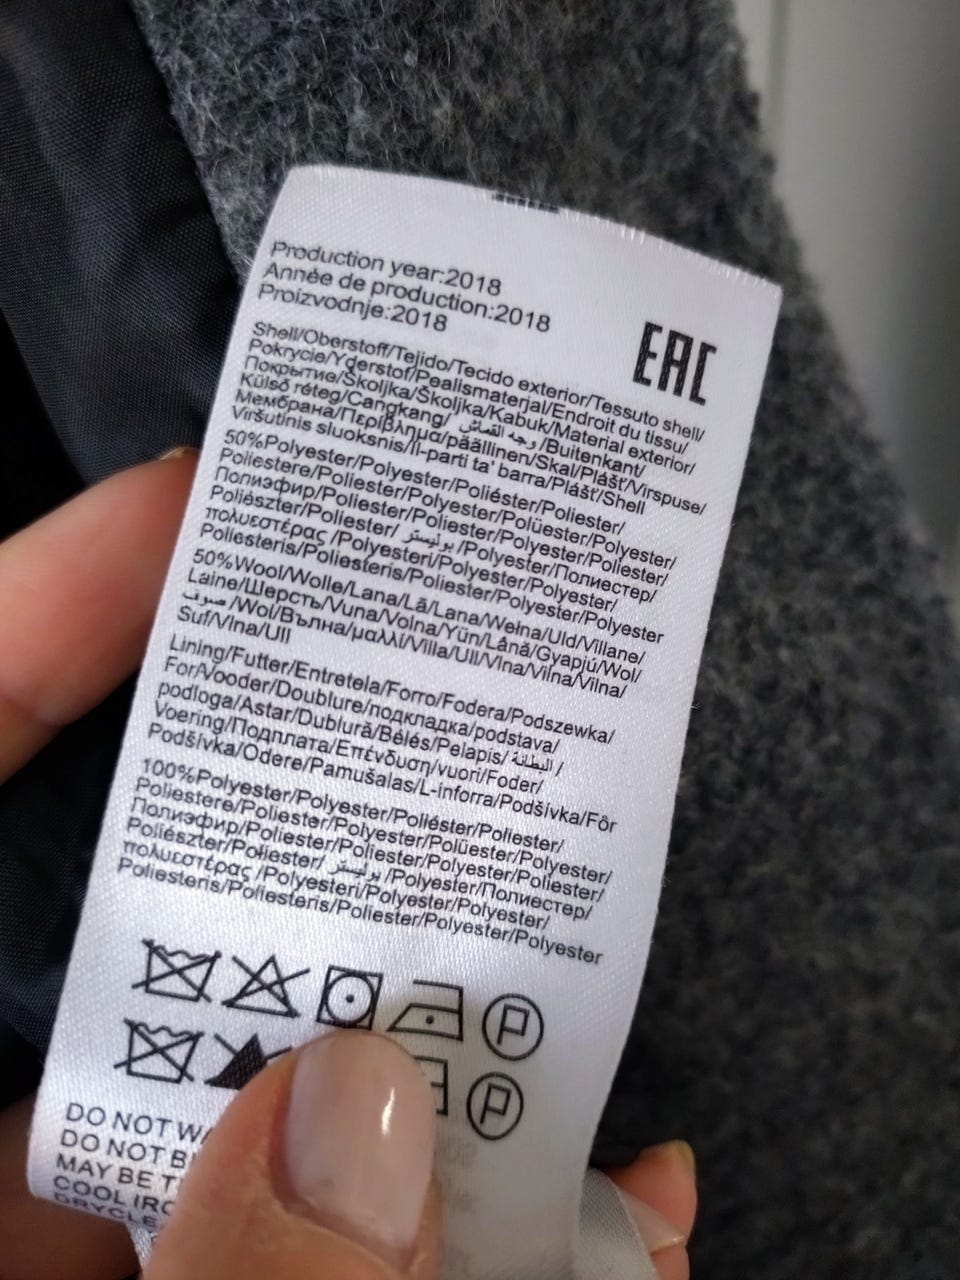 Production year:2018
Année de production:2018
Proizvodnje:2018
EAC
Shell/Oberstoff/Tejido/Tecido exterior/Tessuto shell/
Pokrycie/Yderstof/Pealismaterjal/Endroit du tissu/
Покрытие/Školjka/Školjka/Kabuk/Material exterior/
Külső réteg/Cangkang/ وجه القماش /Buitenkant/
Мембрана/Περίβλημα/päällinen/Skal/Plášť/Virspuse/
Viršutinis sluoksnis/Il-parti ta' barra/Plášť/Shell
50%Polyester/Polyester/Poliéster/Poliester/
Poliestere/Poliester/Polyester/Polüester/Polyester/
Полиэфир/Poliester/Poliester/Polyester/Poliester/
Poliészter/Poliester/ بوليستر /Polyester/Полиестер/
πολυεστέρας /Polyesteri/Polyester/Polyester/
Poliesteris/Poliesteris/Poliester/Polyester/Polyester
50%Wool/Wolle/Lana/Lã/Lana/Wełna/Uld/Villane/
Laine/Шерсть/Vuna/Volna/Yün/Lână/Gyapjú/Wol/
صوف /Wol/Вълна/μαλλί/Villa/Ull/Vlna/Vilna/Vilna/
Suf/Vlna/Ull
Lining/Futter/Entretela/Forro/Fodera/Podszewka/
For/Vooder/Doublure/подкладка/podstava/
podloga/Astar/Dublură/Bélés/Pelapis/ البطانة /
Voering/Подплата/Επένδυση/vuori/Foder/
Podšívka/Odere/Pamušalas/L-inforra/Podšívka/Fôr
100%Polyester/Polyester/Poliéster/Poliester/
Poliestere/Poliester/Polyester/Polüester/Polyester/
Полиэфир/Poliester/Poliester/Polyester/Poliester/
Poliészter/Poliester/ بوليستر /Polyester/Полиестер/
πολυεστέρας /Polyesteri/Polyester/Polyester/
Poliesteris/Poliesteris/Poliester/Polyester/Polyester
P
P
DO NOT WA
DO NOT B
MAY BE T
COOL IRO
DRYCLE